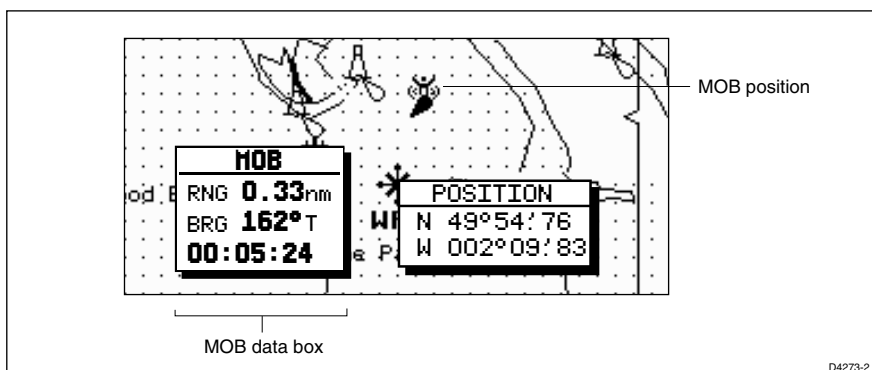 MOB position
MOB
RNG 0.33nm
BRG 162°T
00:05:24
od
POSITION
N 49°54.'76
W 002°09.'83
MOB data box
D4273-2